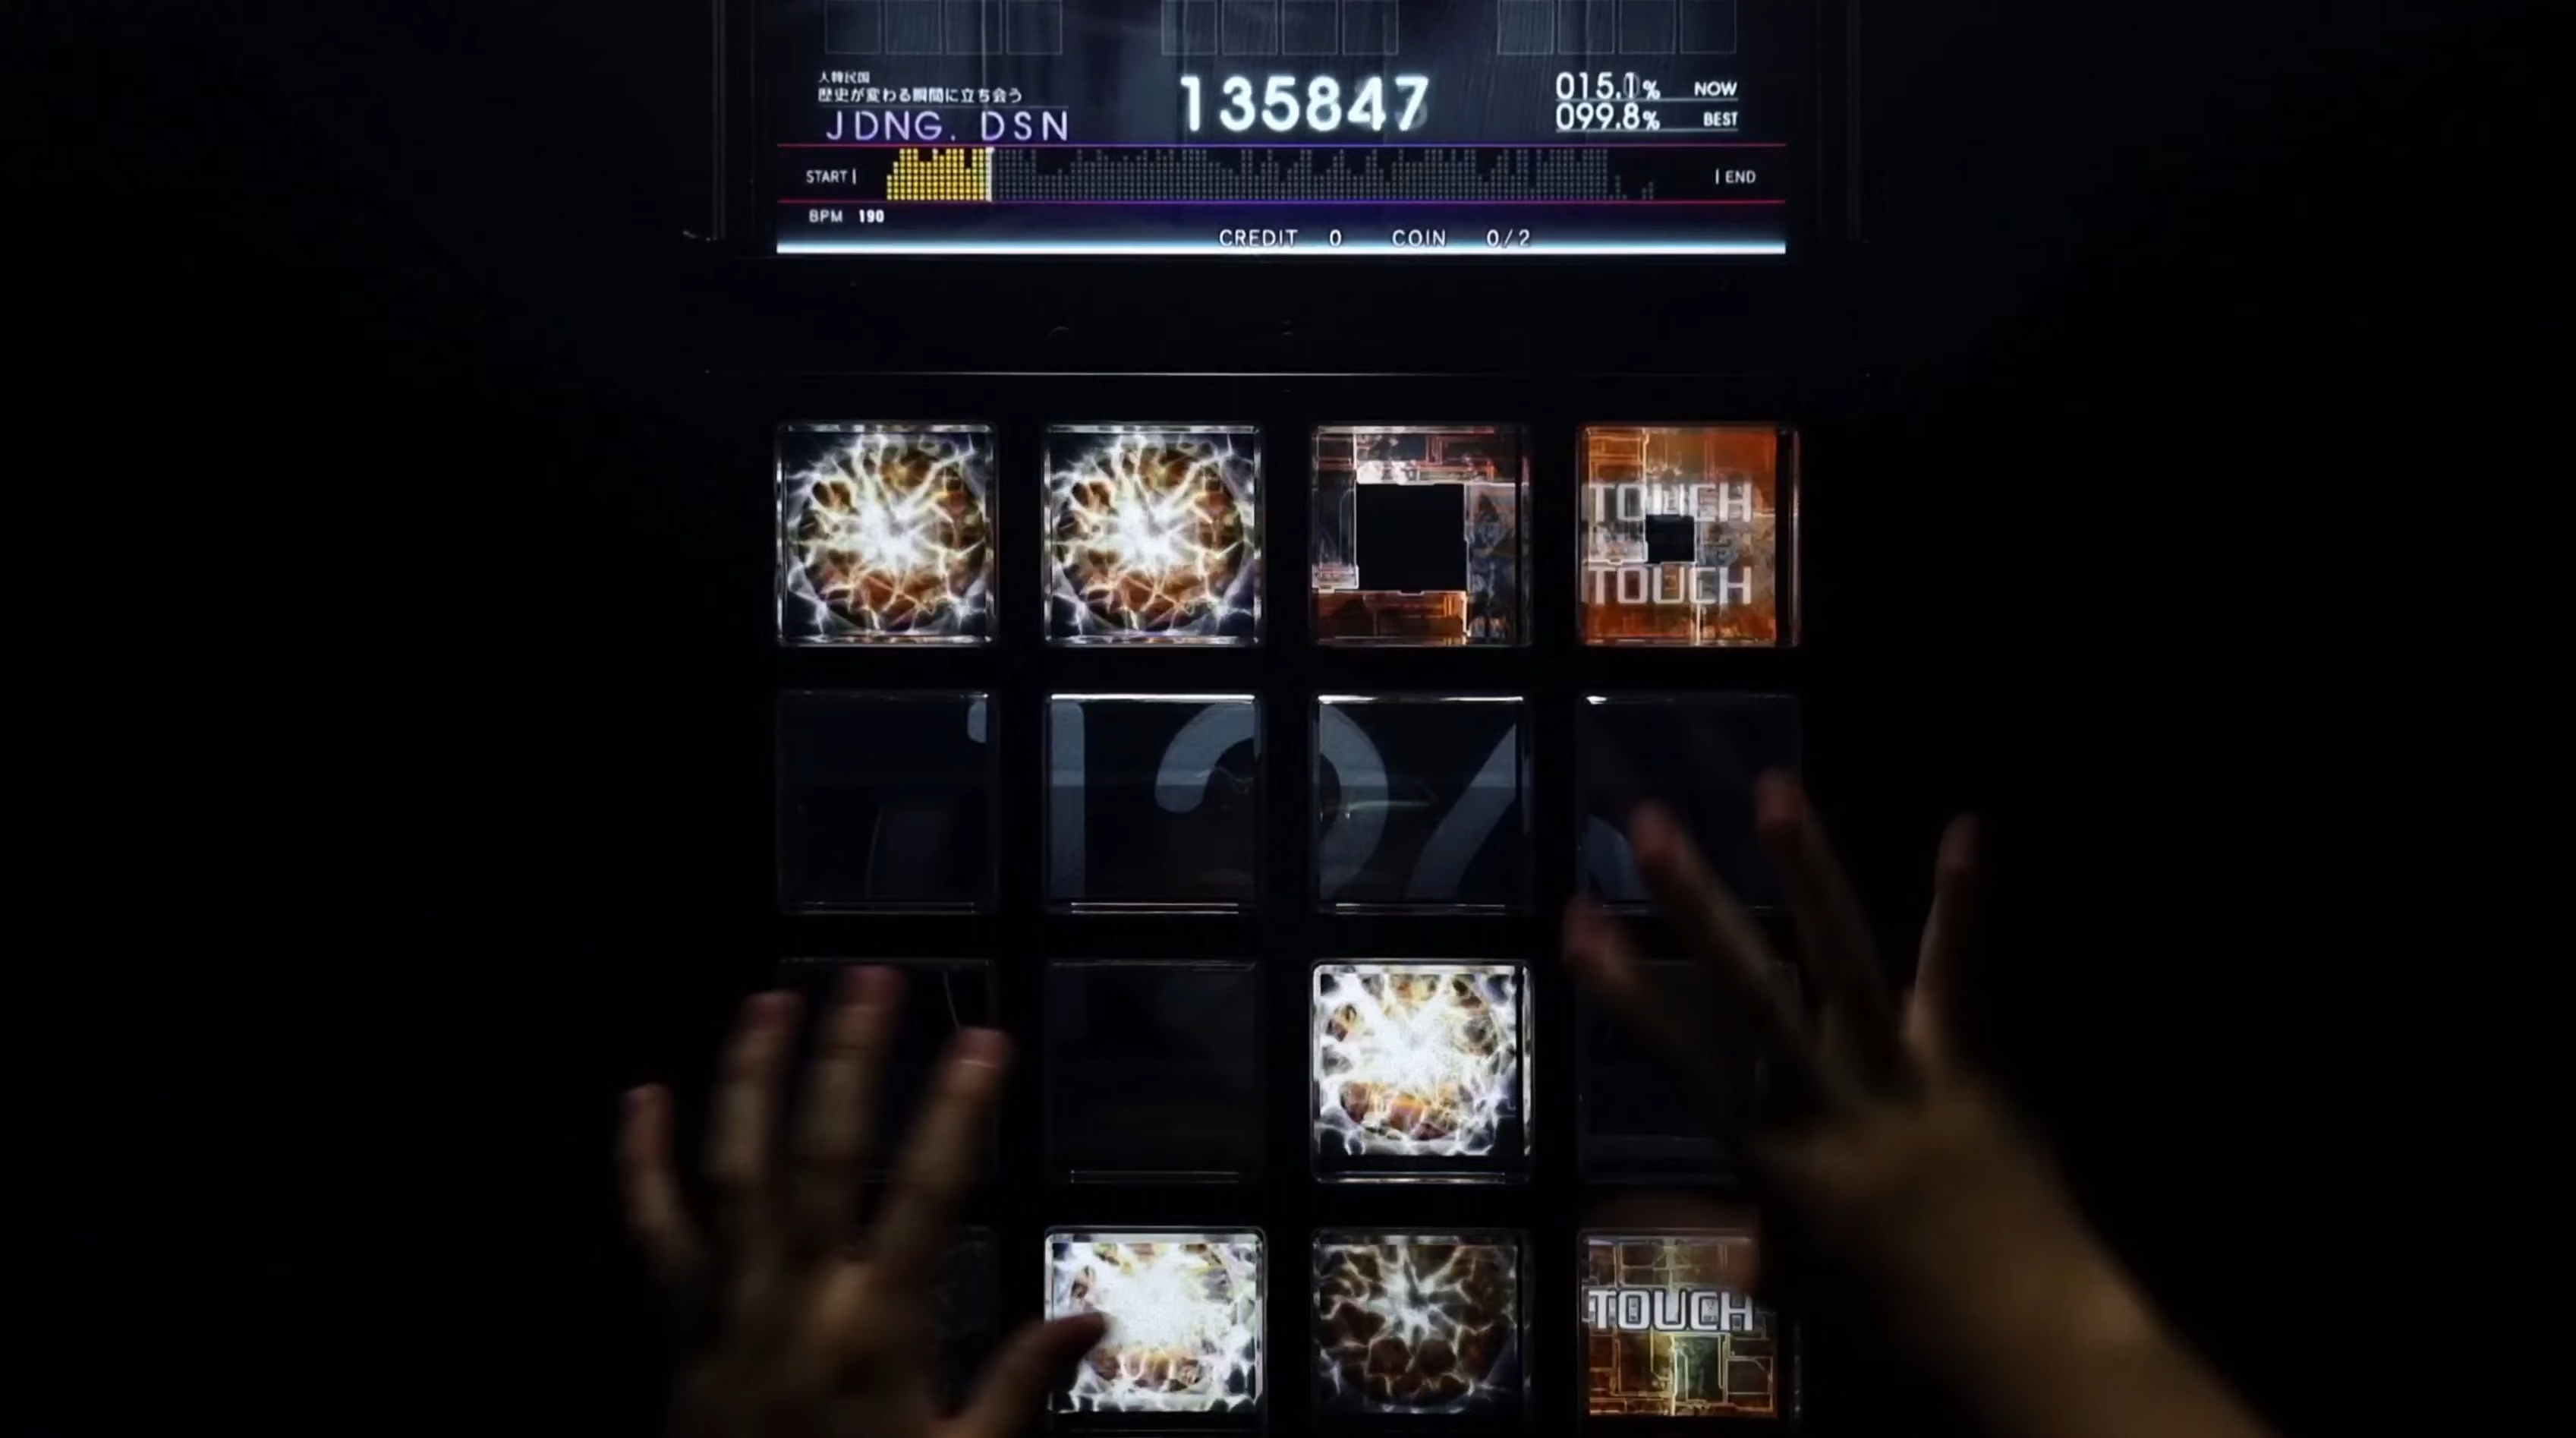 人韓民国
歴史が変わる瞬間に立ち会う
JDNG. DSN
135847
015.1% NOW
099.8% BEST
START
END
BPM 190
CREDIT 0 COIN 0/2
TOUCH
TOUCH
TOUCH